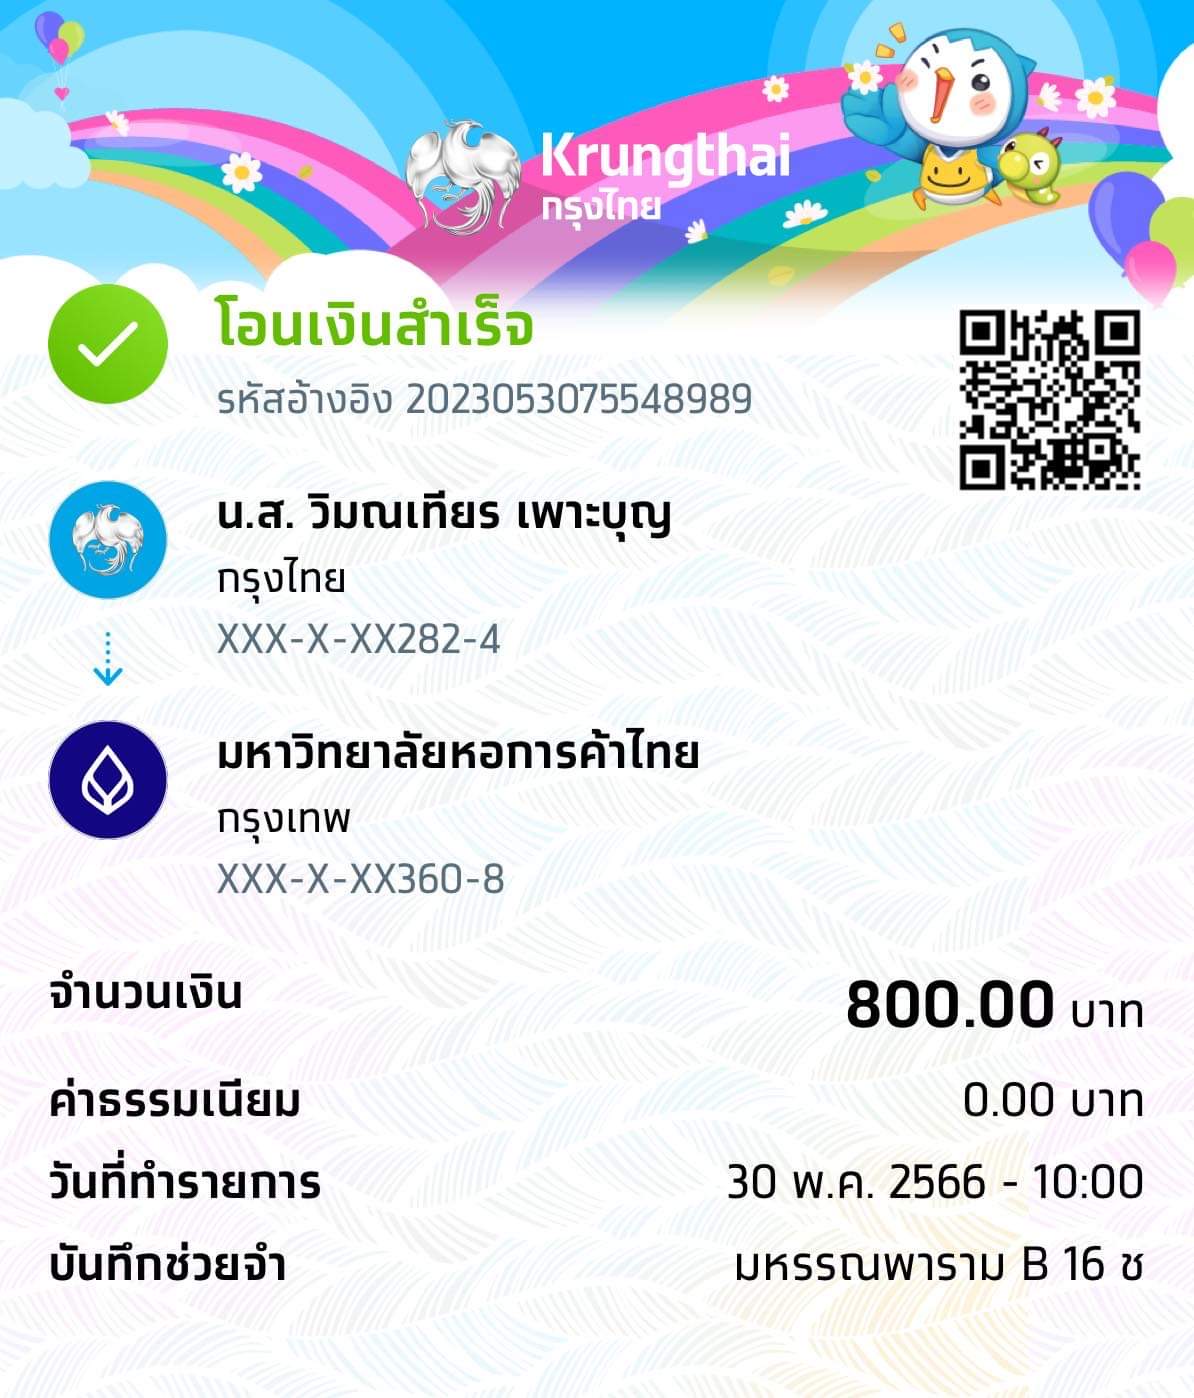 Krungthai
กรุงไทย
โอนเงินสำเร็จ
รหัสอ้างอิง 2023053075548989
น.ส. วิมณเทียร เพาะบุญ
กรุงไทย
XXX-X-XX282-4
มหาวิทยาลัยหอการค้าไทย
กรุงเทพ
XXX-X-XX360-8
จำนวนเงิน 800.00 บาท
ค่าธรรมเนียม 0.00 บาท
วันที่ทำรายการ 30 พ.ค. 2566 - 10:00
บันทึกช่วยจำ มหรรณพาราม B 16 ช